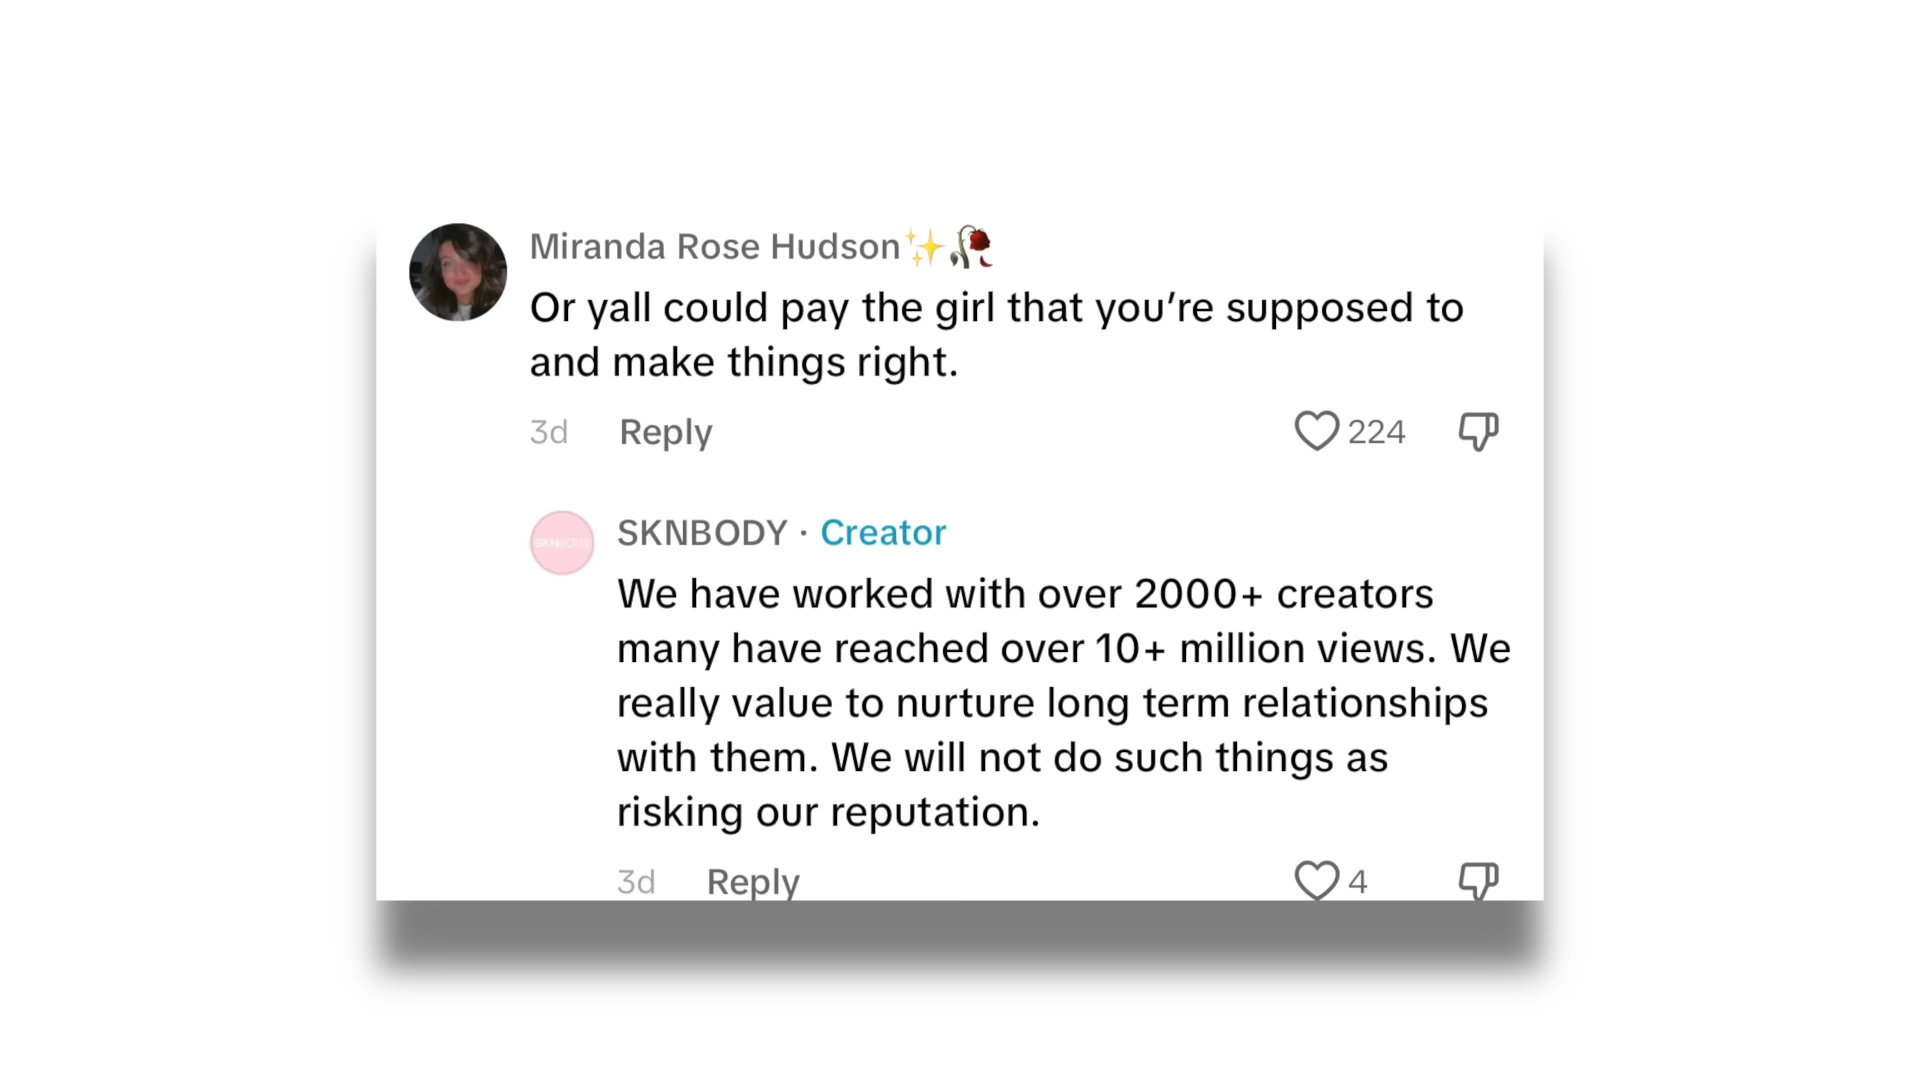 Miranda Rose Hudson✨🥀
Or yall could pay the girl that you’re supposed to
and make things right.
3d Reply 224
SKNBODY · Creator
SKNBODY
We have worked with over 2000+ creators
many have reached over 10+ million views. We
really value to nurture long term relationships
with them. We will not do such things as
risking our reputation.
3d Reply 4